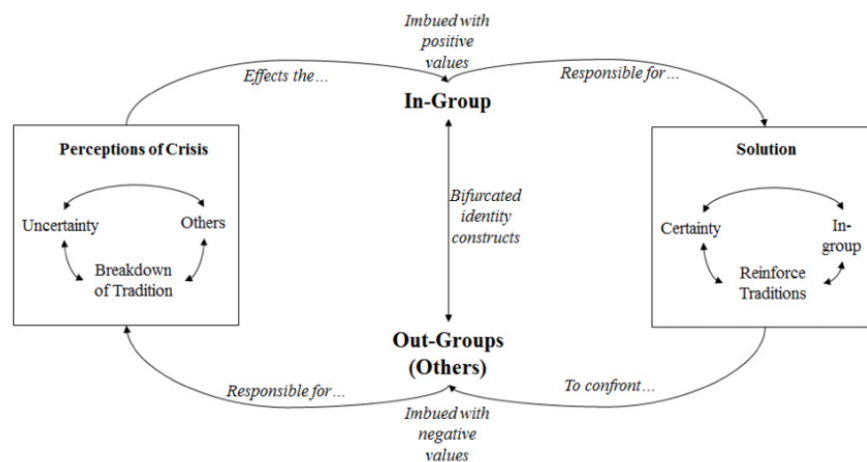 Imbued with
positive
values
Effects the…
Responsible for…
In-Group
Perceptions of Crisis
Uncertainty
Others
Breakdown
of Tradition
Bifurcated
identity
constructs
Solution
Certainty
In-
group
Reinforce
Traditions
Out-Groups
(Others)
Responsible for…
To confront…
Imbued with
negative
values